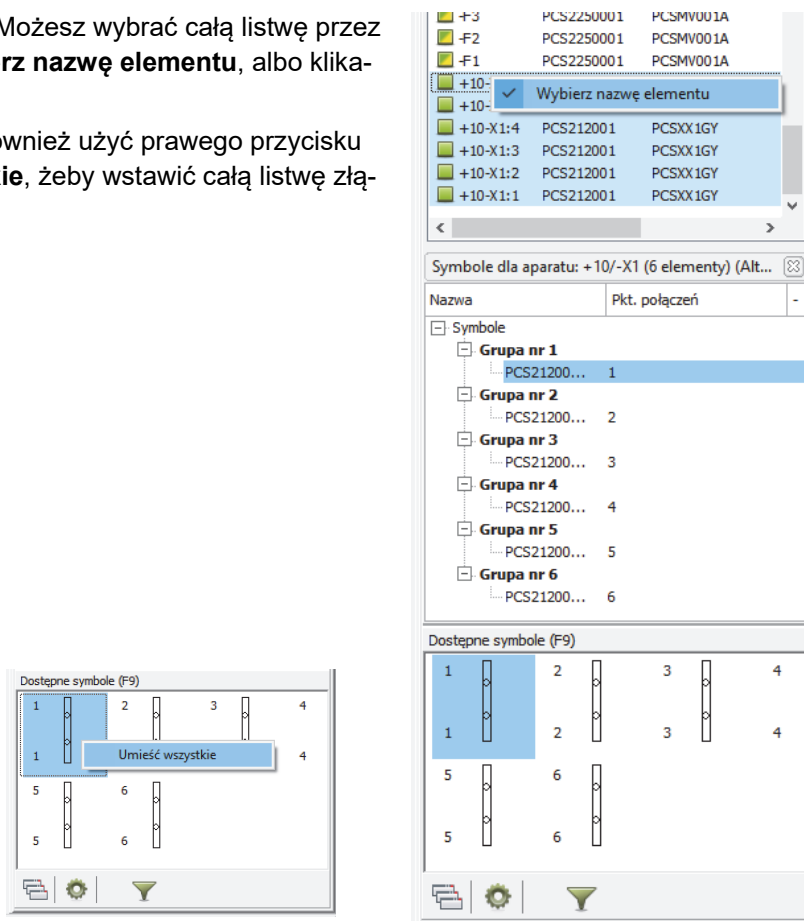 Możesz wybrać całą listwę przez
erz nazwę elementu, albo klika-
ownież użyć prawego przycisku
kie, żeby wstawić całą listwę złą-
-F3 PCS2250001 PCSMV001A
-F2 PCS2250001 PCSMV001A
-F1 PCS2250001 PCSMV001A
+10-
Wybierz nazwę elementu
+10-
+10-X1:4 PCS212001 PCSXX1GY
+10-X1:3 PCS212001 PCSXX1GY
+10-X1:2 PCS212001 PCSXX1GY
+10-X1:1 PCS212001 PCSXX1GY
Symbole dla aparatu: +10/-X1 (6 elementy) (Alt...
Nazwa Pkt. połączeń -
Symbole
Grupa nr 1
PCS21200... 1
Grupa nr 2
PCS21200... 2
Grupa nr 3
PCS21200... 3
Grupa nr 4
PCS21200... 4
Grupa nr 5
PCS21200... 5
Grupa nr 6
PCS21200... 6
Dostępne symbole (F9)
1 2 3 4
1 2 3 4
5 6
5 6
Dostępne symbole (F9)
1 2 3 4
Umieść wszystkie
1 4
5 6
5 6